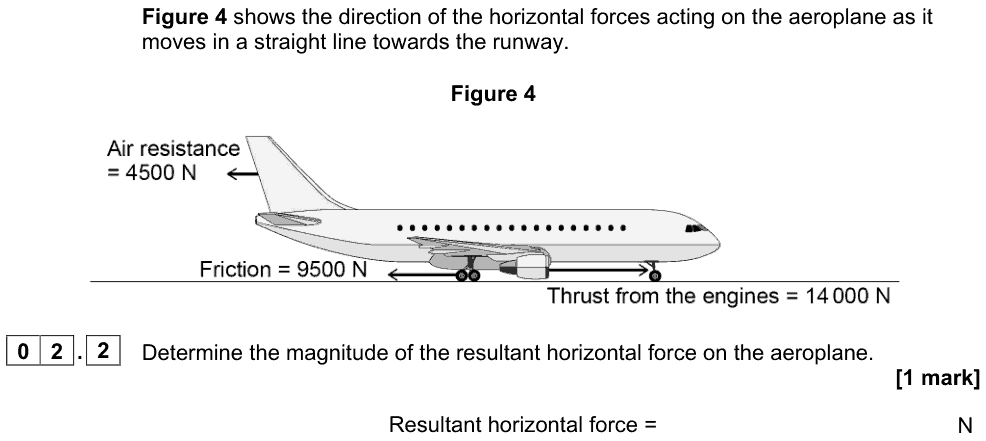 Figure 4 shows the direction of the horizontal forces acting on the aeroplane as it
moves in a straight line towards the runway.
Figure 4
Air resistance
= 4500 N
Friction = 9500 N
Thrust from the engines = 14 000 N
0 2 . 2 Determine the magnitude of the resultant horizontal force on the aeroplane.
[1 mark]
Resultant horizontal force = N